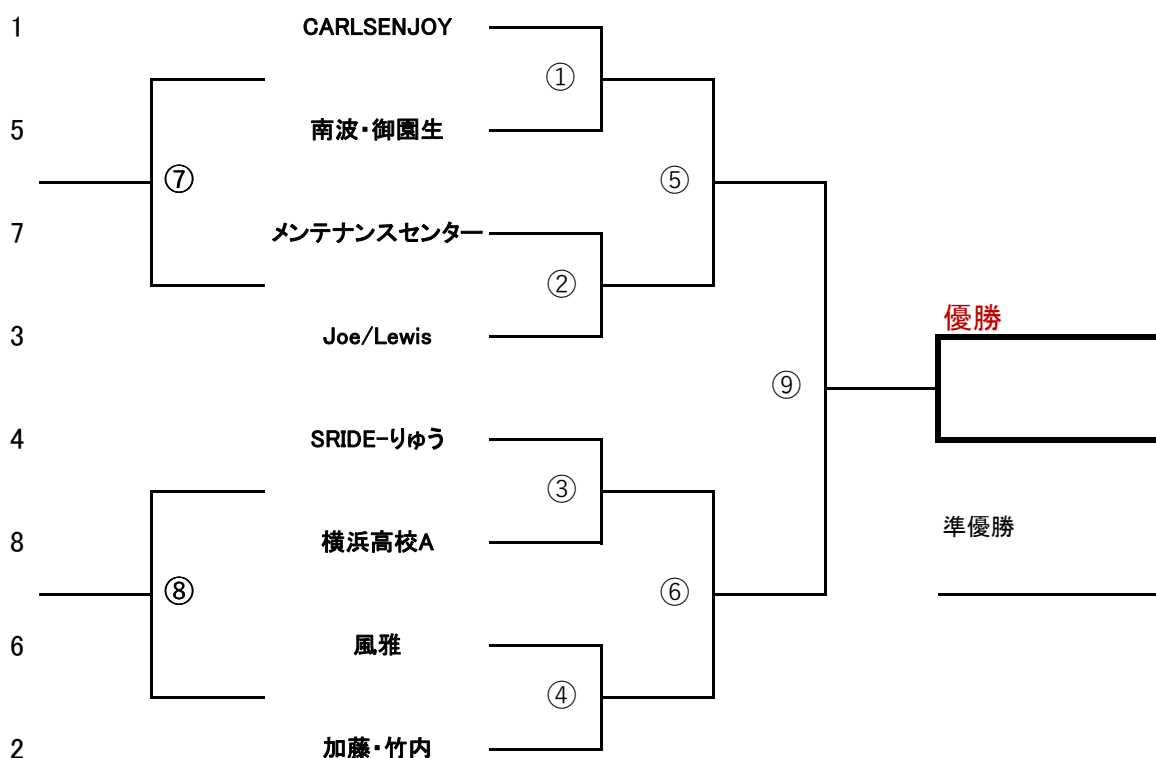 1 CARLSENJOY
①
5 南波・御園生
⑦ ⑤
7 メンテナンスセンター
②
優勝
3 Joe/Lewis
⑨
4 SRIDE-りゅう
③
8 横浜高校A 準優勝
⑧ ⑥
6 風雅
④
2 加藤・竹内